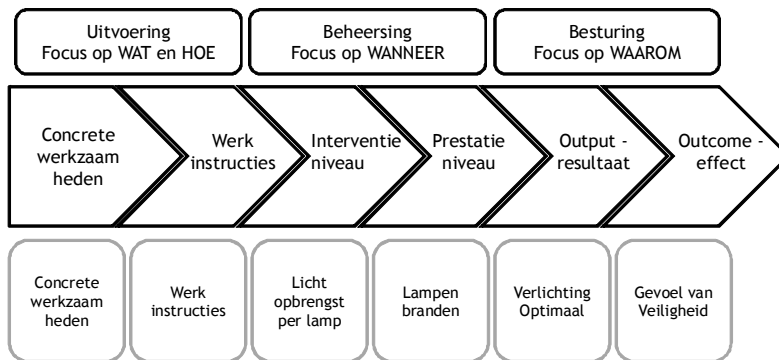 Uitvoering
Focus op WAT en HOE
Beheersing
Focus op WANNEER
Besturing
Focus op WAAROM
Concrete
werkzaam
heden
Werk
instructies
Interventie
niveau
Prestatie
niveau
Output -
resultaat
Outcome -
effect
Concrete
werkzaam
heden
Werk
instructies
Licht
opbrengst
per lamp
Lampen
branden
Verlichting
Optimaal
Gevoel van
Veiligheid